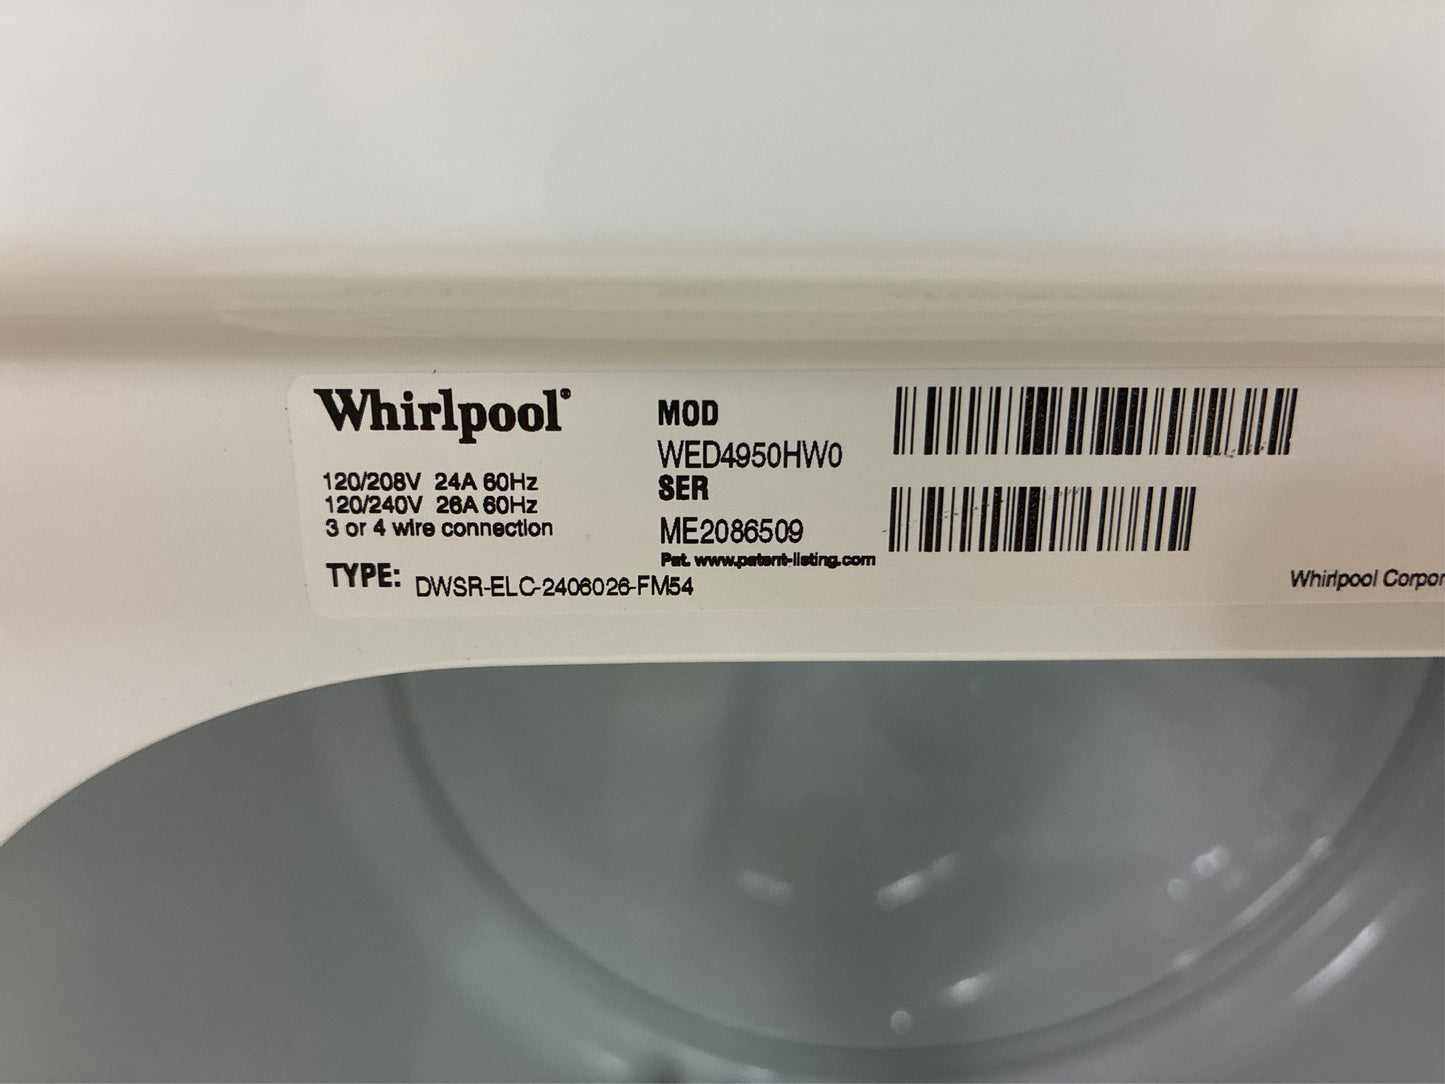 Whirlpool®
120/208V 24A 60Hz
120/240V 26A 60Hz
3 or 4 wire connection
TYPE: DWSR-ELC-2406026-FM54
MOD
WED4950HW0
SER
ME2086509
Pat. www.patent-listing.com
Whirlpool Corpor